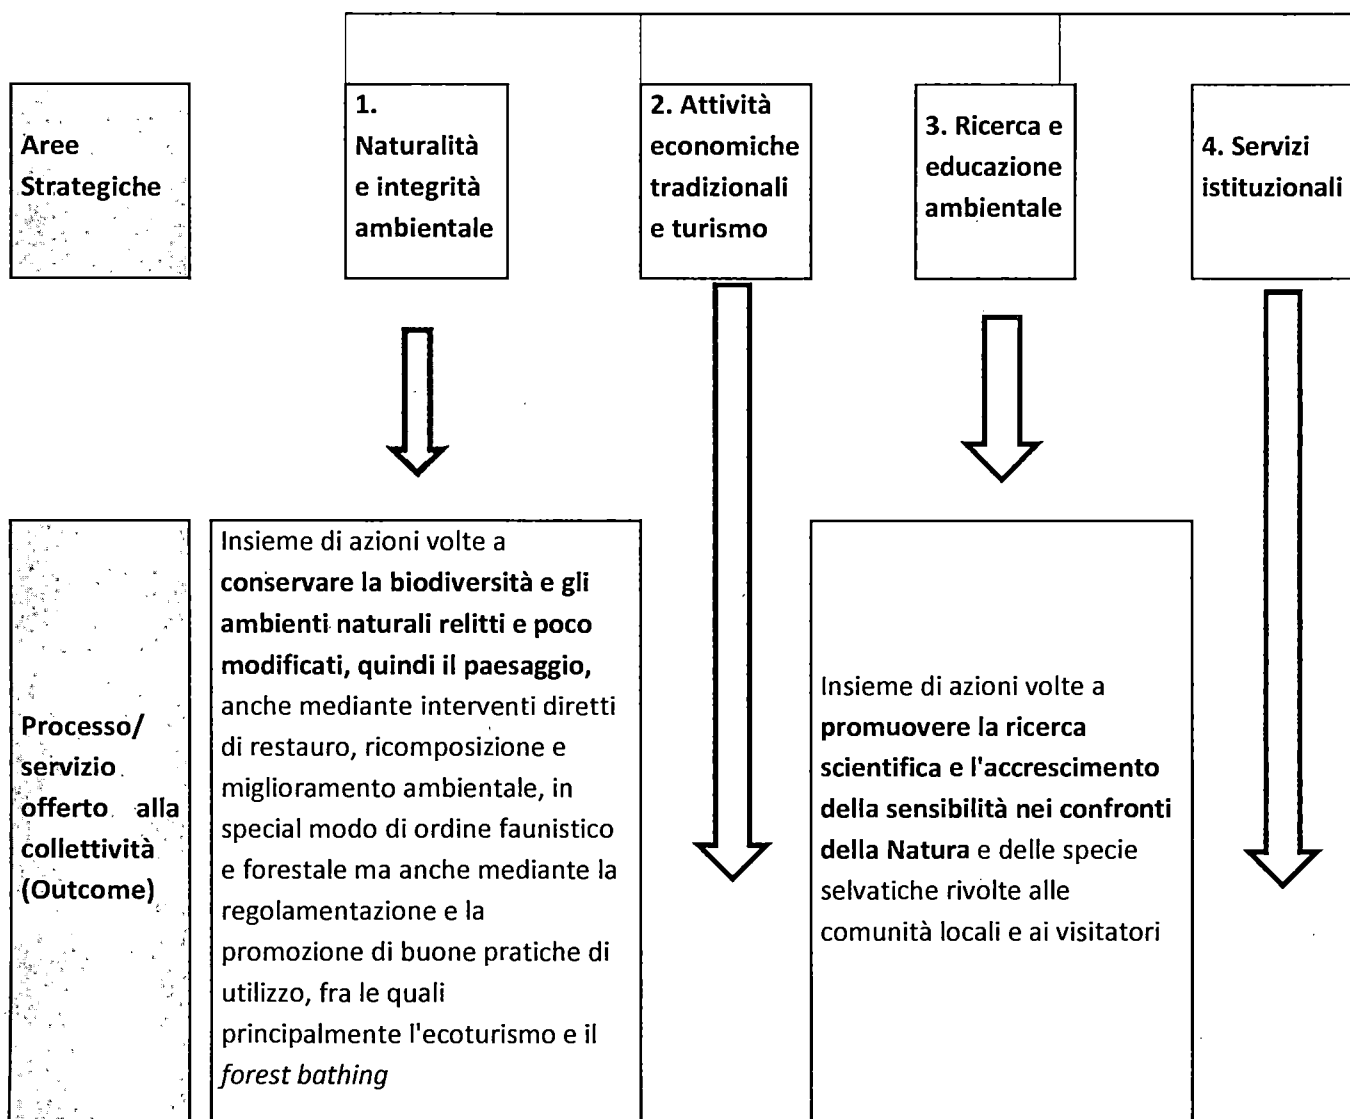 Aree
Strategiche
1.
Naturalità
e integrità
ambientale
2. Attività
economiche
tradizionali
e turismo
3. Ricerca e
educazione
ambientale
4. Servizi
istituzionali
Processo/
servizio
offerto alla
collettività
(Outcome)
Insieme di azioni volte a
conservare la biodiversità e gli
ambienti naturali relitti e poco
modificati, quindi il paesaggio,
anche mediante interventi diretti
di restauro, ricomposizione e
miglioramento ambientale, in
special modo di ordine faunistico
e forestale ma anche mediante la
regolamentazione e la
promozione di buone pratiche di
utilizzo, fra le quali
principalmente l'ecoturismo e il
forest bathing
Insieme di azioni volte a
promuovere la ricerca
scientifica e l'accrescimento
della sensibilità nei confronti
della Natura e delle specie
selvatiche rivolte alle
comunità locali e ai visitatori